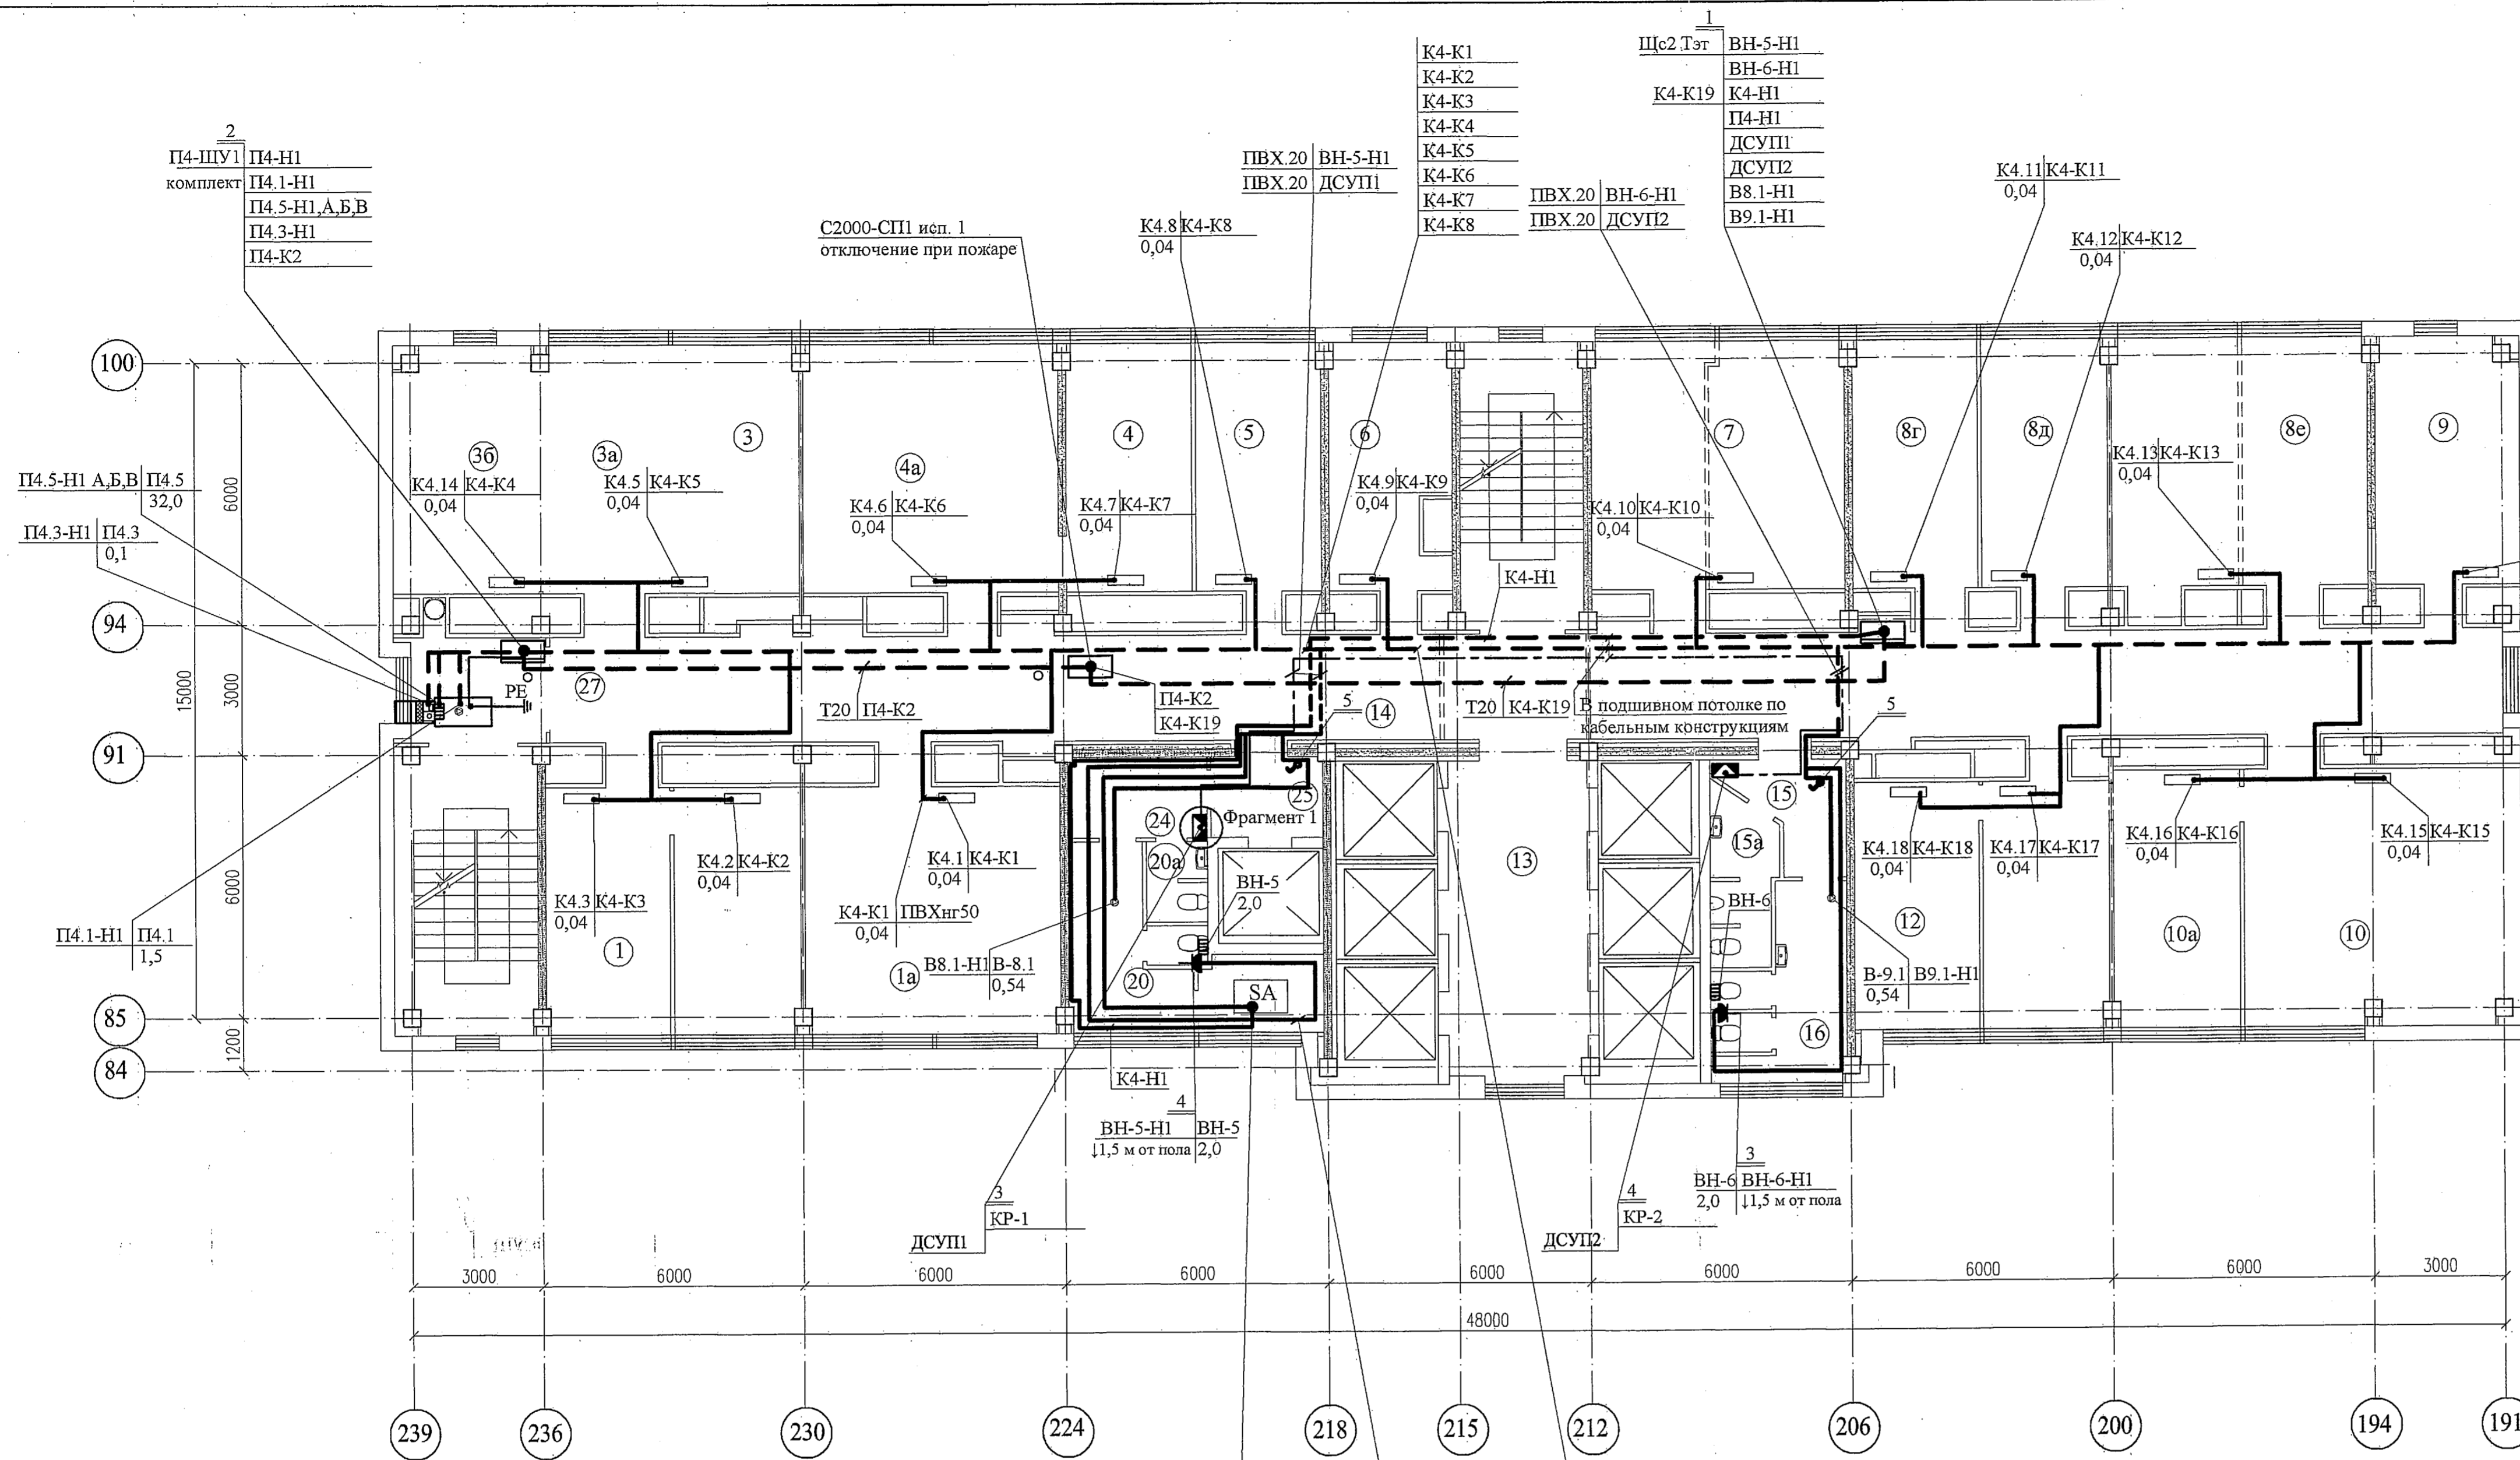 1
Щс2 Тэт ВН-5-Н1
ВН-6-Н1
К4-К19 К4-Н1
П4-Н1
ДСУП1
ДСУП2
В8.1-Н1
В9.1-Н1
К4-К1
К4-К2
К4-К3
К4-К4
К4-К5
К4-К6
К4-К7
К4-К8
2
П4-ЩУ1 П4-Н1
комплект П4.1-Н1
П4.5-Н1,А,Б,В
П4.3-Н1
П4-К2
ПВХ.20 ВН-5-Н1
ПВХ.20 ДСУП1
ПВХ.20 ВН-6-Н1
ПВХ.20 ДСУП2
С2000-СП1 исп. 1
отключение при пожаре
К4.8 К4-К8
0,04
К4.11 К4-К11
0,04
К4.12 К4-К12
0,04
100
94
91
85
84
15000
6000
3000
6000
1200
3б
3а
3
4а
4
5
6
7
8г
8д
8е
9
П4.5-Н1 А,Б,В П4.5
32,0
П4.3-Н1 П4.3
0,1
К4.14 К4-К4
0,04
К4.5 К4-К5
0,04
К4.6 К4-К6
0,04
К4.7 К4-К7
0,04
К4.9 К4-К9
0,04
К4.10 К4-К10
0,04
К4.13 К4-К13
0,04
К4-Н1
PE
27
Т20 П4-К2
П4-К2
К4-К19
5
14
Т20 К4-К19
В подшивном потолке по
кабельным конструкциям
5
25
Фрагмент 1
24
20а
20
15
15а
13
16
12
10а
10
1
1а
К4.3 К4-К3
0,04
К4.2 К4-К2
0,04
К4.1 К4-К1
0,04
К4-К1 ПВХнг50
0,04
В8.1-Н1 В-8.1
0,54
ВН-5
2,0
SA
ВН-6
К4.18 К4-К18
0,04
К4.17 К4-К17
0,04
К4.16 К4-К16
0,04
К4.15 К4-К15
0,04
В-9.1 В9.1-Н1
0,54
П4.1-Н1 П4.1
1,5
К4-Н1
4
ВН-5-Н1 ВН-5
↓1,5 м от пола 2,0
3
КР-1
ДСУП1
3
ВН-6 ВН-6-Н1
2,0 ↓1,5 м от пола
4
КР-2
ДСУП2
3000 6000 6000 6000 6000 6000 6000 6000 3000
48000
239 236 230 224 218 215 212 206 200 194 191